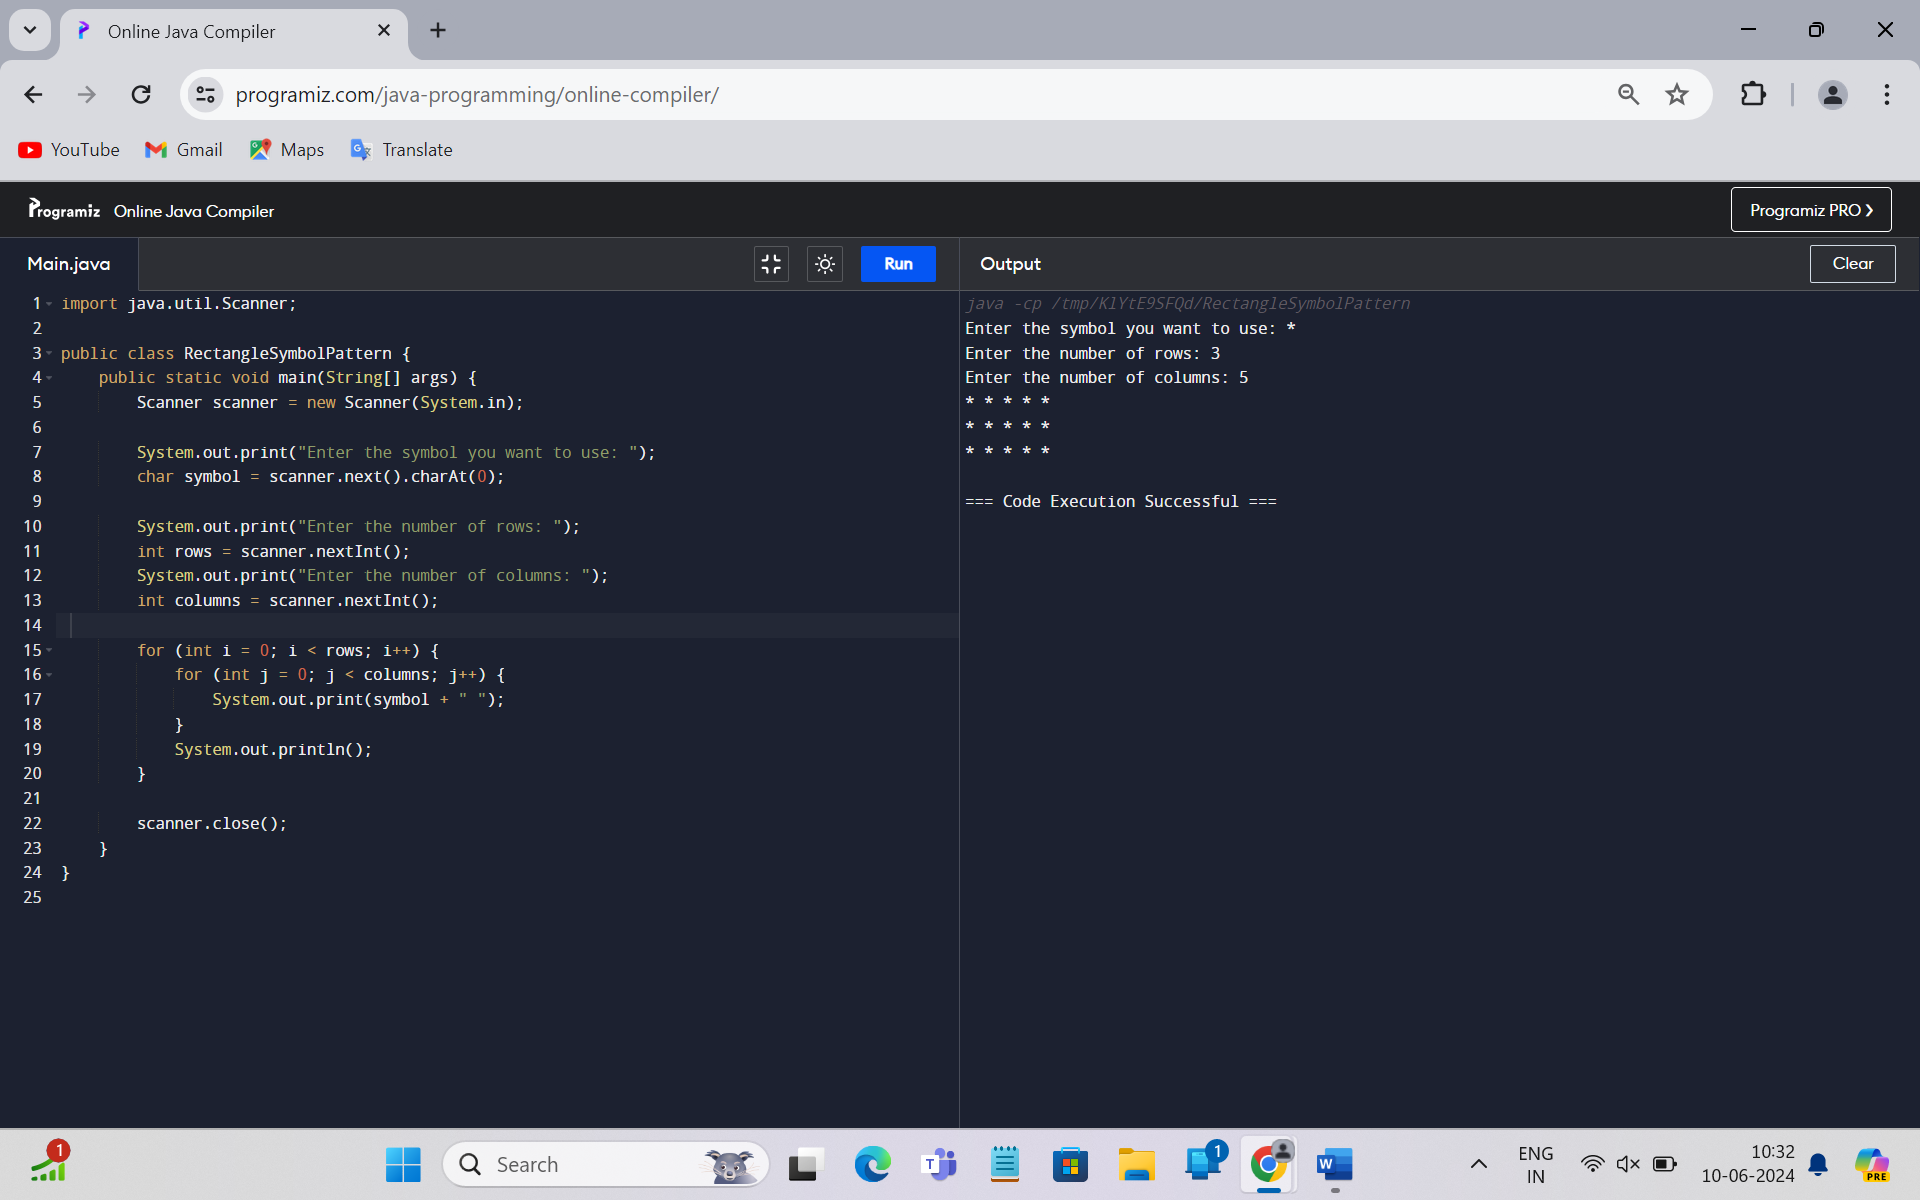 Online Java Compiler
programiz.com/java-programming/online-compiler/
YouTube Gmail Maps Translate
Programiz Online Java Compiler Programiz PRO ❯
Main.java Run Output Clear
1 import java.util.Scanner;
2
3 public class RectangleSymbolPattern {
4     public static void main(String[] args) {
5         Scanner scanner = new Scanner(System.in);
6
7         System.out.print("Enter the symbol you want to use: ");
8         char symbol = scanner.next().charAt(0);
9
10         System.out.print("Enter the number of rows: ");
11         int rows = scanner.nextInt();
12         System.out.print("Enter the number of columns: ");
13         int columns = scanner.nextInt();
14
15         for (int i = 0; i < rows; i++) {
16             for (int j = 0; j < columns; j++) {
17                 System.out.print(symbol + " ");
18             }
19             System.out.println();
20         }
21
22         scanner.close();
23     }
24 }
25
java -cp /tmp/KlYtE9SFQd/RectangleSymbolPattern
Enter the symbol you want to use: *
Enter the number of rows: 3
Enter the number of columns: 5
* * * * *
* * * * *
* * * * *
=== Code Execution Successful ===
1
Search
T
1
W
ENG
IN
10:32
10-06-2024
PRE